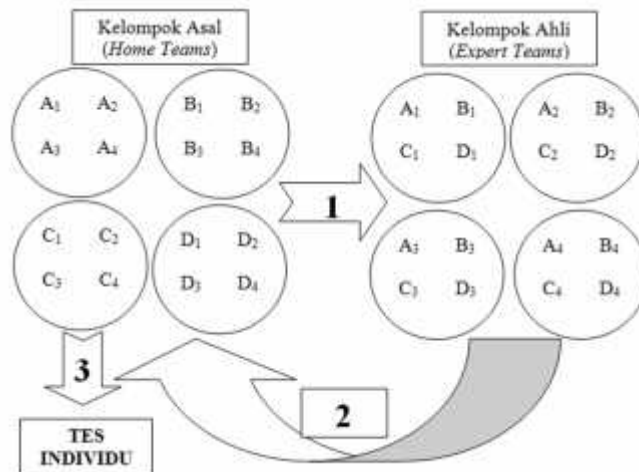 Kelompok Asal
(Home Teams)
Kelompok Ahli
(Expert Teams)
A₁ A₂
A₃ A₄
B₁ B₂
B₃ B₄
C₁ C₂
C₃ C₄
D₁ D₂
D₃ D₄
1
A₁ B₁
C₁ D₁
A₂ B₂
C₂ D₂
A₃ B₃
C₃ D₃
A₄ B₄
C₄ D₄
2
3
TES
INDIVIDU